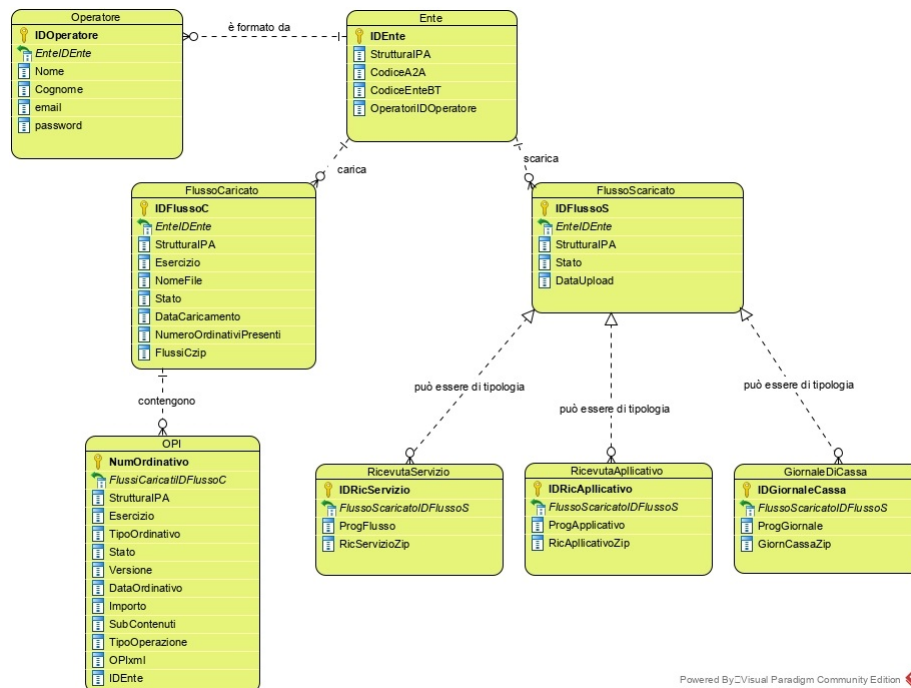 Operatore
IDOperatore
EnteIDEnte
Nome
Cognome
email
password
è formato da
Ente
IDEnte
StrutturaIPA
CodiceA2A
CodiceEnteBT
OperatoriIDOperatore
carica
scarica
FlussoCaricato
IDFlussoC
EnteIDEnte
StrutturaIPA
Esercizio
NomeFile
Stato
DataCaricamento
NumeroOrdinativiPresenti
FlussiCzip
FlussoScaricato
IDFlussoS
EnteIDEnte
StrutturaIPA
Stato
DataUpload
contengono
può essere di tipologia
può essere di tipologia
può essere di tipologia
OPI
NumOrdinativo
FlussiCaricatiIDFlussoC
StrutturaIPA
Esercizio
TipoOrdinativo
Stato
Versione
DataOrdinativo
Importo
SubContenuti
TipoOperazione
OPIxml
IDEnte
RicevutaServizio
IDRicServizio
FlussoScaricatoIDFlussoS
ProgFlusso
RicServizioZip
RicevutaApllicativo
IDRicApllicativo
FlussoScaricatoIDFlussoS
ProgApplicativo
RicApllicativoZip
GiornaleDiCassa
IDGiornaleCassa
FlussoScaricatoIDFlussoS
ProgGiornale
GiornCassaZip
Powered By Visual Paradigm Community Edition